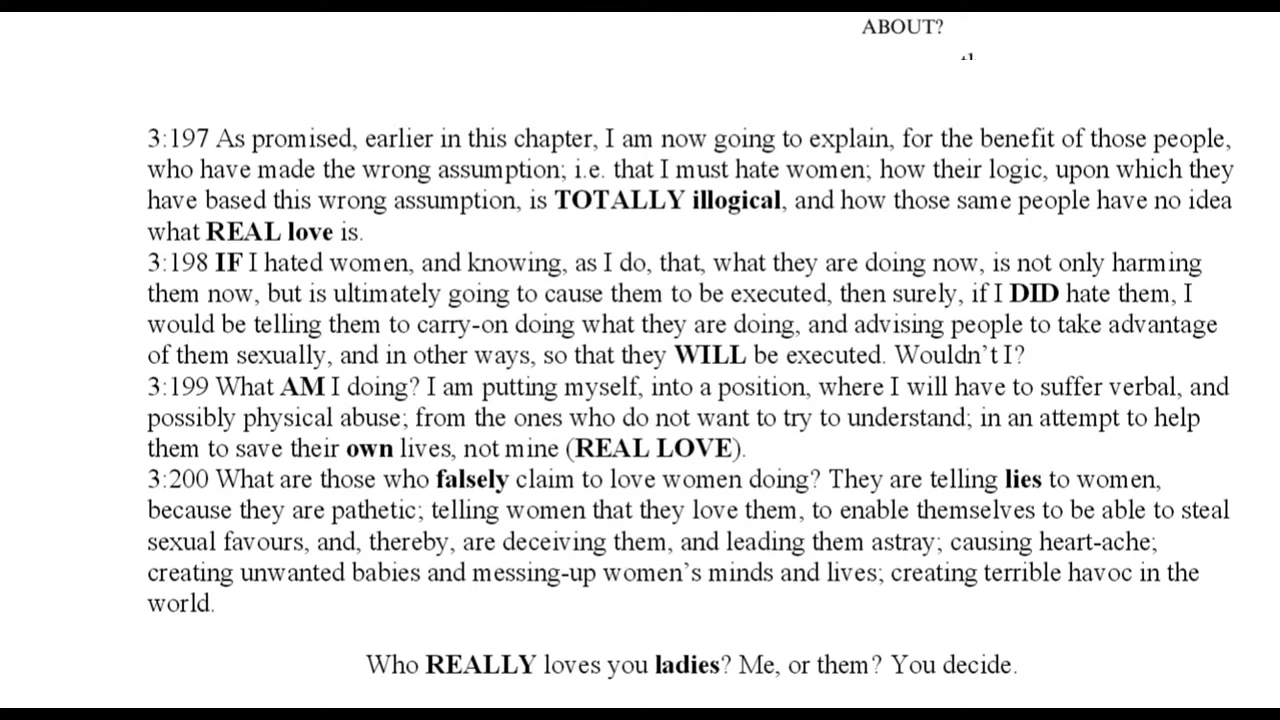 ABOUT?
3:197 As promised, earlier in this chapter, I am now going to explain, for the benefit of those people,
who have made the wrong assumption; i.e. that I must hate women; how their logic, upon which they
have based this wrong assumption, is TOTALLY illogical, and how those same people have no idea
what REAL love is.
3:198 IF I hated women, and knowing, as I do, that, what they are doing now, is not only harming
them now, but is ultimately going to cause them to be executed, then surely, if I DID hate them, I
would be telling them to carry-on doing what they are doing, and advising people to take advantage
of them sexually, and in other ways, so that they WILL be executed. Wouldn't I?
3:199 What AM I doing? I am putting myself, into a position, where I will have to suffer verbal, and
possibly physical abuse; from the ones who do not want to try to understand; in an attempt to help
them to save their own lives, not mine (REAL LOVE).
3:200 What are those who falsely claim to love women doing? They are telling lies to women,
because they are pathetic; telling women that they love them, to enable themselves to be able to steal
sexual favours, and, thereby, are deceiving them, and leading them astray; causing heart-ache;
creating unwanted babies and messing-up women's minds and lives; creating terrible havoc in the
world.
Who REALLY loves you ladies? Me, or them? You decide.